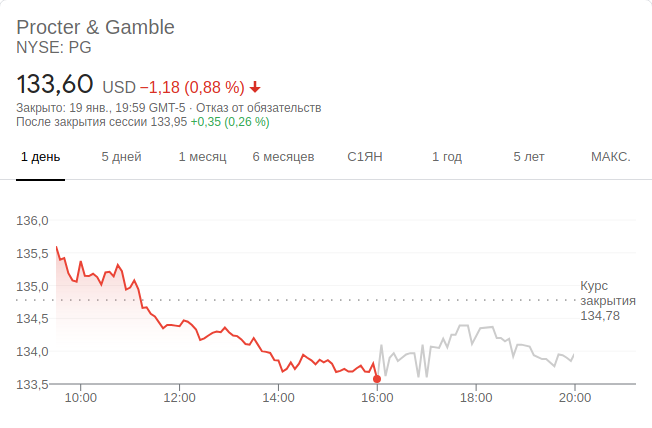 Procter & Gamble
NYSE: PG
133,60 USD −1,18 (0,88 %)
Закрыто: 19 янв., 19:59 GMT-5 · Отказ от обязательств
После закрытия сессии 133,95 +0,35 (0,26 %)
1 день 5 дней 1 месяц 6 месяцев С1ЯН 1 год 5 лет МАКС.
136,0
135,5
135,0
134,5
134,0
133,5
Курс
закрытия
134,78
10:00 12:00 14:00 16:00 18:00 20:00